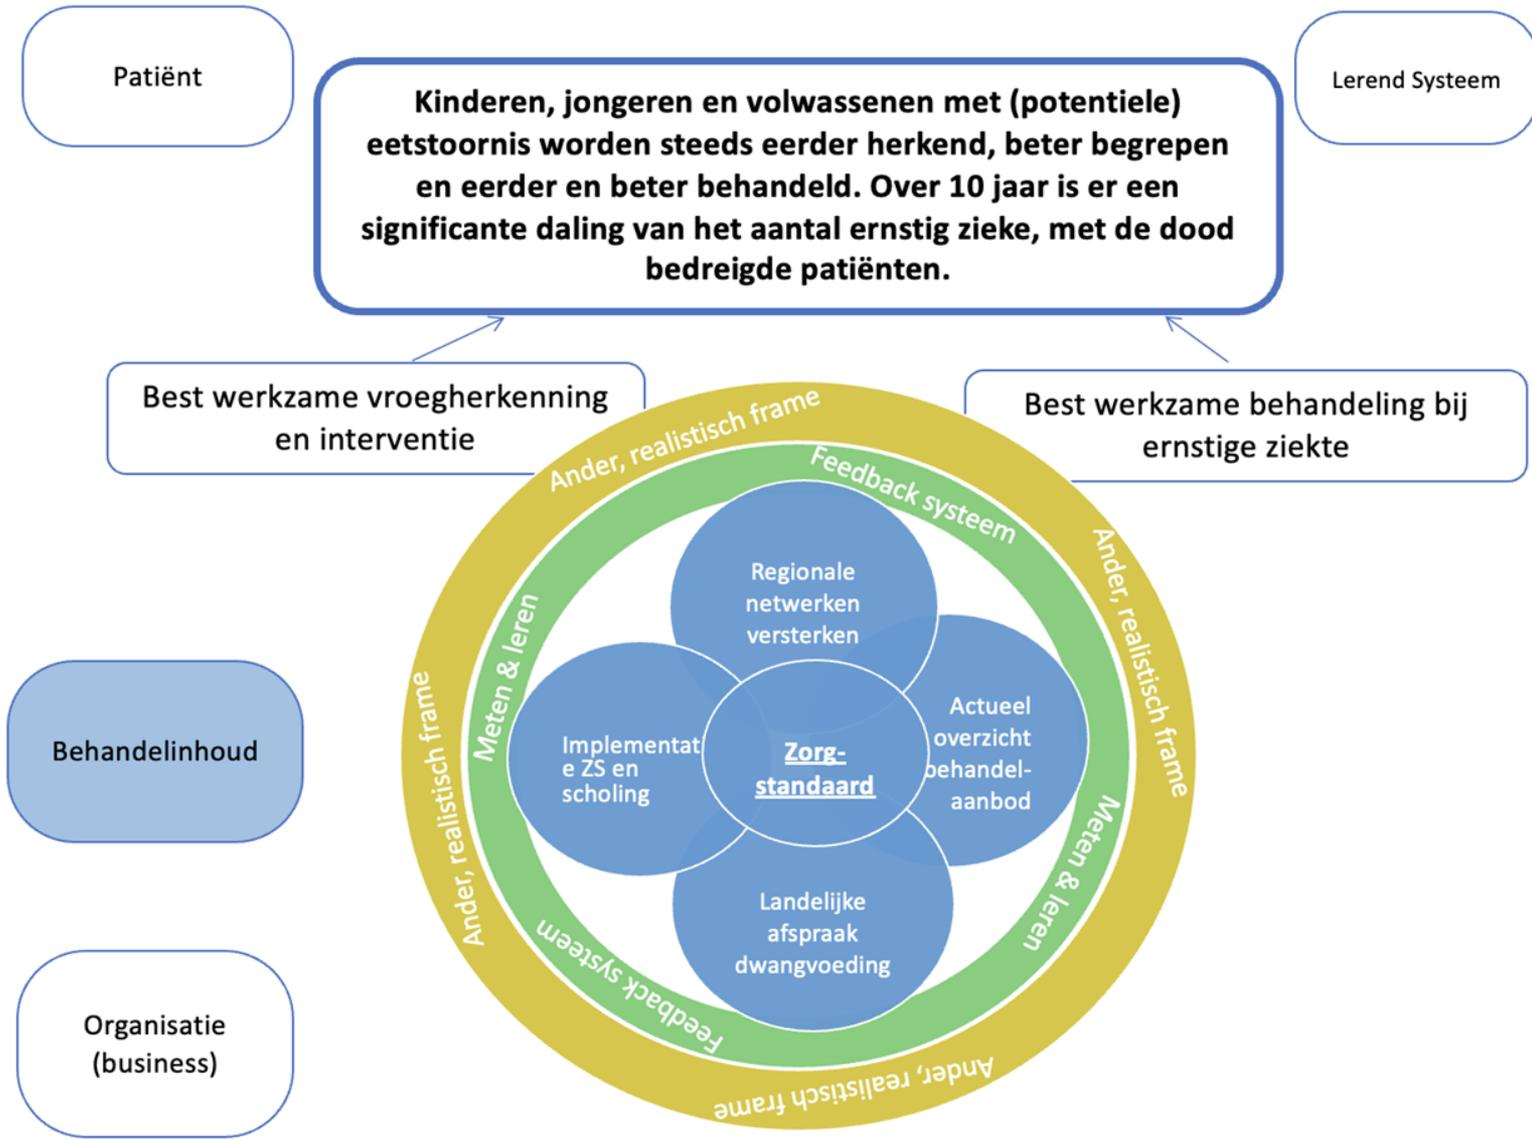 Patiënt
Lerend Systeem
Kinderen, jongeren en volwassenen met (potentiele)
eetstoornis worden steeds eerder herkend, beter begrepen
en eerder en beter behandeld. Over 10 jaar is er een
significante daling van het aantal ernstig zieke, met de dood
bedreigde patiënten.
Best werkzame vroegherkenning
en interventie
Best werkzame behandeling bij
ernstige ziekte
Ander, realistisch frame
Feedback systeem
Ander, realistisch frame
Meten & leren
Regionale
netwerken
versterken
Ander, realistisch frame
Behandelinhoud
Implementat
e ZS en
scholing
Zorg-
standaard
Actueel
overzicht
behandel-
aanbod
Meten & leren
Landelijke
afspraak
dwangvoeding
Feedback systeem
Organisatie
(business)
Ander, realistisch frame